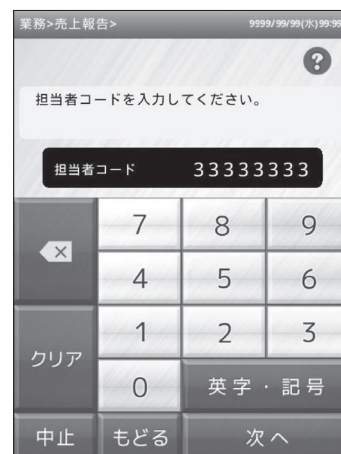 業務>売上報告> 9999/99/99(水)99:99
?
担当者コードを入力してください。
担当者コード 33333333
7 8 9
4 5 6
1 2 3
クリア
0 英字・記号
中止 もどる 次へ